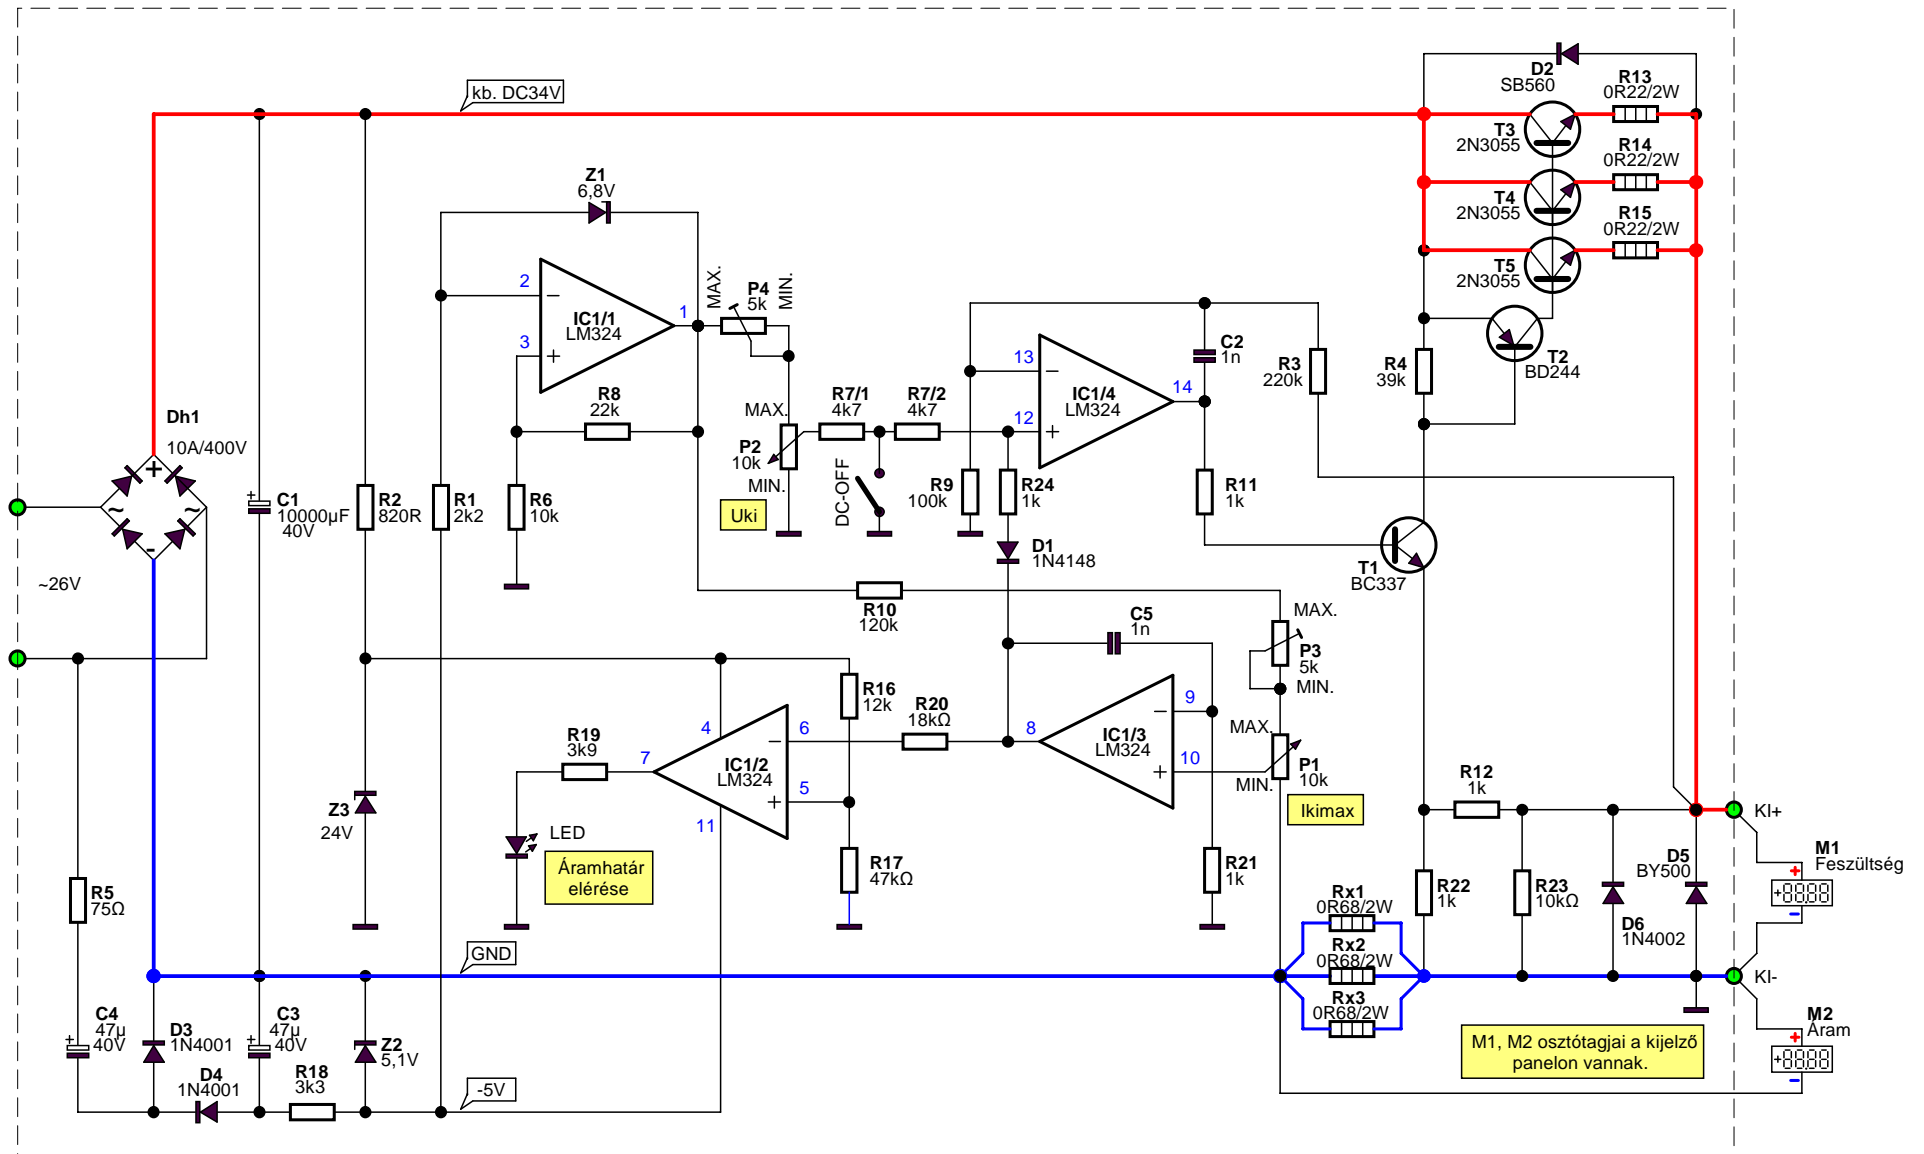 kb. DC34V
D2
SB560
R13
0R22/2W
T3
2N3055
R14
0R22/2W
T4
2N3055
R15
0R22/2W
T5
2N3055
T2
BD244
R4
39k
Z1
6,8V
2
3
1
IC1/1
LM324
MAX.
P4
5k
MIN.
R8
22k
MAX.
P2
10k
MIN.
Uki
R7/1
4k7
R7/2
4k7
DC-OFF
13
12
14
IC1/4
LM324
C2
1n
R3
220k
R9
100k
R24
1k
R11
1k
D1
1N4148
T1
BC337
Dh1
10A/400V
+
~
~
-
~26V
+
C1
10000µF
40V
R2
820R
R1
2k2
R6
10k
R10
120k
C5
1n
MAX.
P3
5k
MIN.
R16
12k
R20
18kΩ
4
6
7
5
11
IC1/2
LM324
R19
3k9
8
9
10
IC1/3
LM324
MAX.
P1
10k
MIN.
Ikimax
Z3
24V
LED
Áramhatár
elérése
R17
47kΩ
R21
1k
R12
1k
KI+
M1
Feszültség
+
+88.88
-
D5
BY500
R22
1k
R23
10kΩ
D6
1N4002
Rx1
0R68/2W
Rx2
0R68/2W
Rx3
0R68/2W
KI-
M2
Áram
+
+88.88
-
R5
75Ω
GND
+
C4
47µ
40V
D3
1N4001
+
C3
47µ
40V
Z2
5,1V
D4
1N4001
R18
3k3
-5V
M1, M2 osztótagjai a kijelző
panelon vannak.